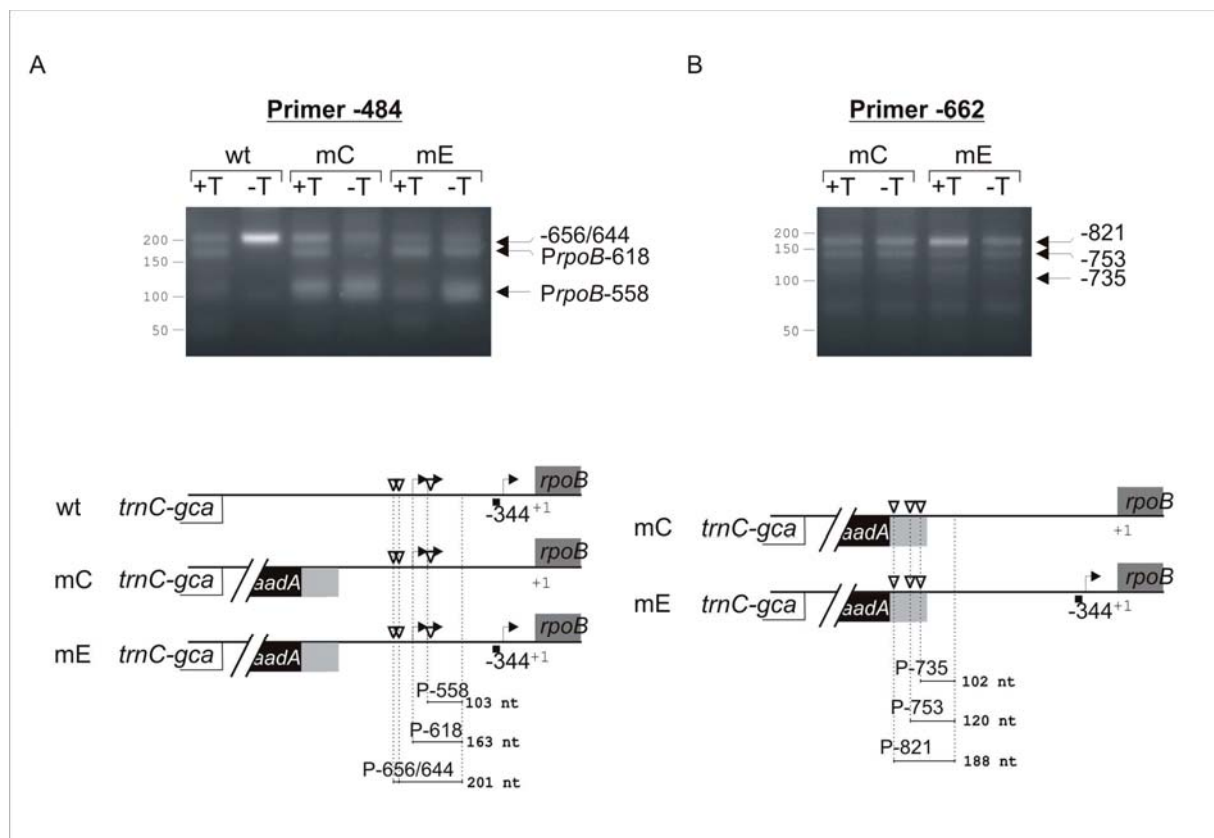 A
Primer -484
wt mC mE
+T -T +T -T +T -T
200
150
100
50
-656/644
PrpoB-618
PrpoB-558
B
Primer -662
mC mE
+T -T +T -T
200
150
100
50
-821
-753
-735
wt trnC-gca -344 +1 rpoB
mC trnC-gca aadA +1 rpoB
mE trnC-gca aadA -344 +1 rpoB
P-558
103 nt
P-618
163 nt
P-656/644
201 nt
mC trnC-gca aadA +1 rpoB
mE trnC-gca aadA -344 +1 rpoB
P-735
102 nt
P-753
120 nt
P-821
188 nt